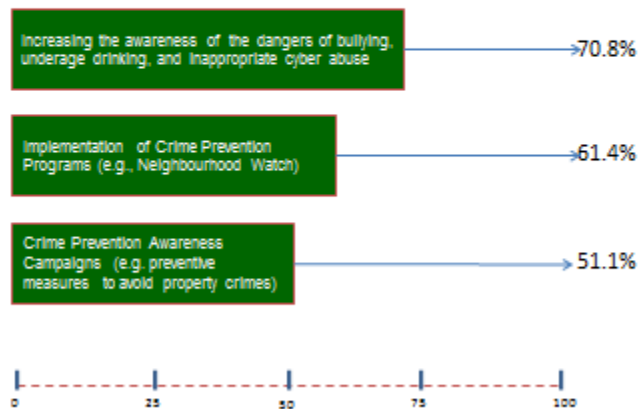 Increasing the awareness of the dangers of bullying,
underage drinking, and inappropriate cyber abuse
70.8%
Implementation of Crime Prevention
Programs (e.g., Neighbourhood Watch)
61.4%
Crime Prevention Awareness
Campaigns (e.g. preventive
measures to avoid property crimes)
51.1%
0 25 50 75 100